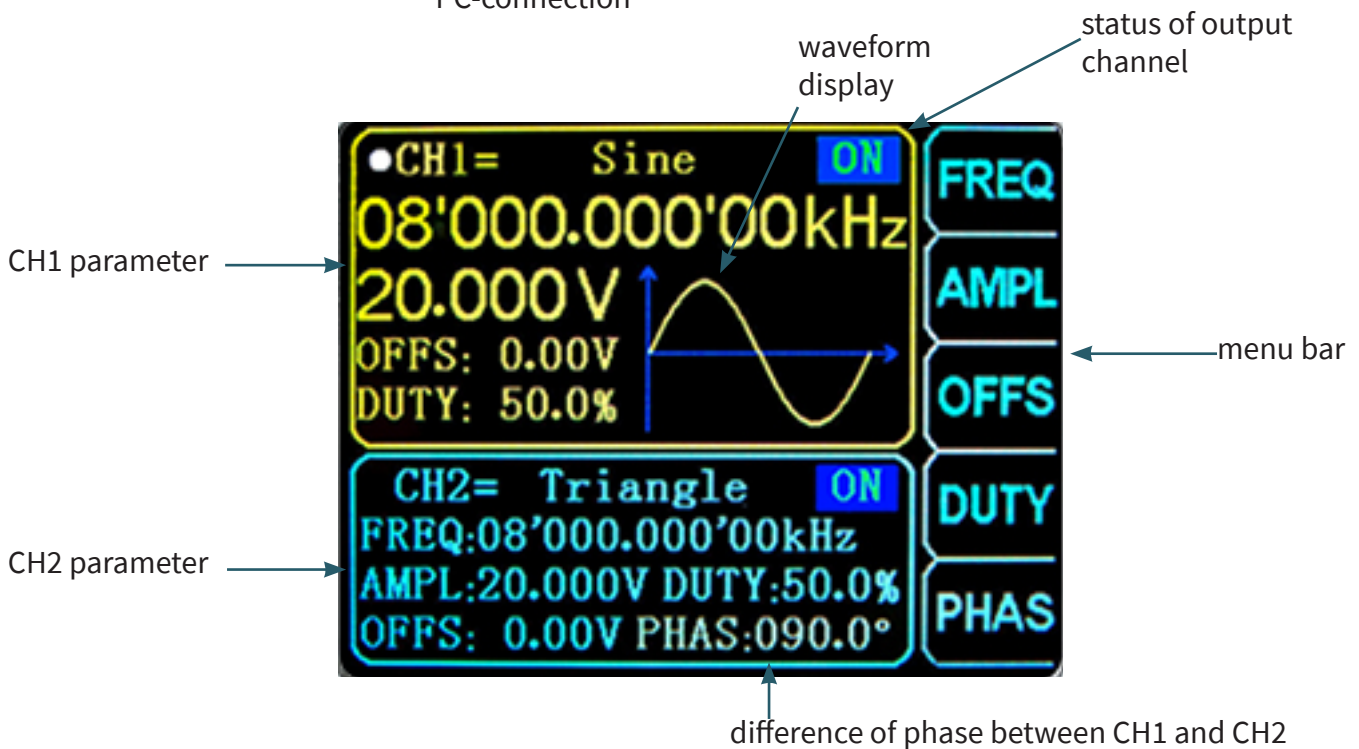 PC-connection
waveform
display
status of output
channel
CH1= Sine ON
08'000.000'00kHz
20.000V
OFFS: 0.00V
DUTY: 50.0%
CH1 parameter
FREQ
AMPL
OFFS
DUTY
PHAS
menu bar
CH2= Triangle ON
FREQ:08'000.000'00kHz
AMPL:20.000V DUTY:50.0%
OFFS: 0.00V PHAS:090.0°
CH2 parameter
difference of phase between CH1 and CH2